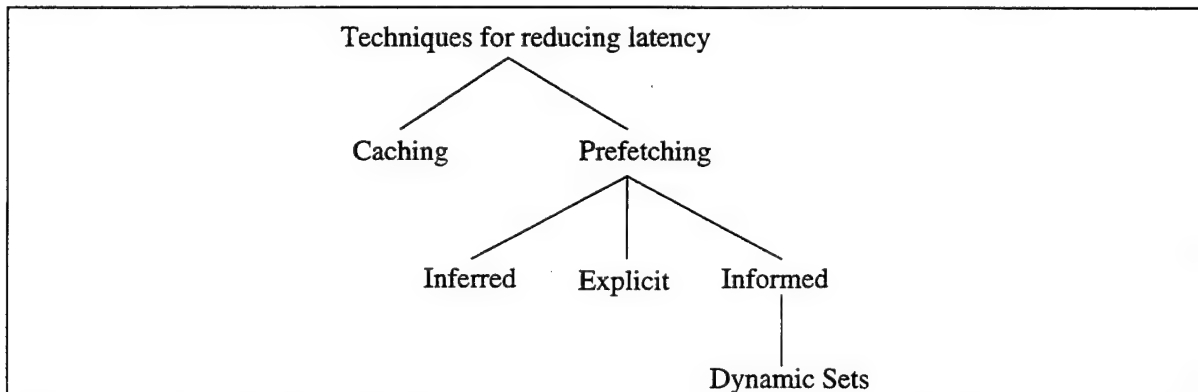 Techniques for reducing latency
Caching Prefetching
Inferred Explicit Informed
Dynamic Sets